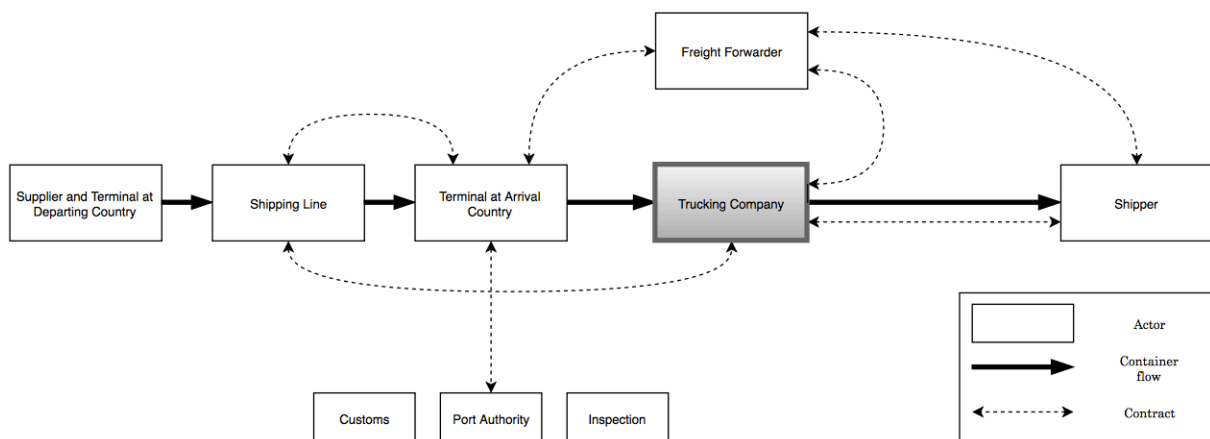 Freight Forwarder
Supplier and Terminal at
Departing Country
Shipping Line
Terminal at Arrival
Country
Trucking Company
Shipper
Actor
Container
flow
Contract
Customs
Port Authority
Inspection